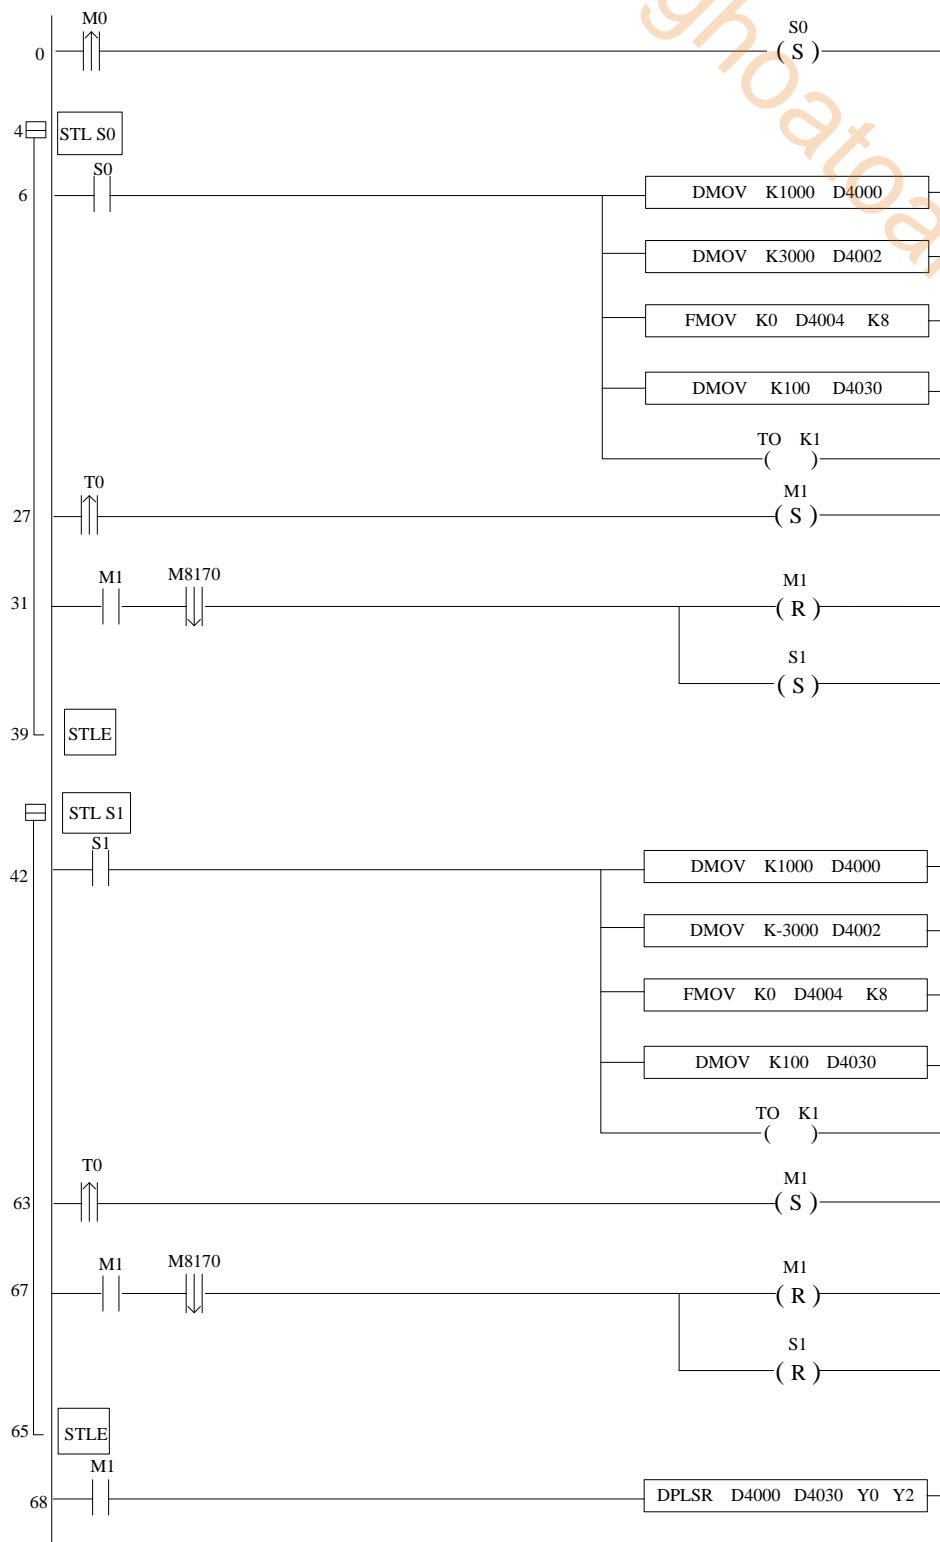 M0
S0
0
( S )
4
STL S0
S0
6
DMOV K1000 D4000
DMOV K3000 D4002
FMOV K0 D4004 K8
DMOV K100 D4030
TO K1
( )
T0
M1
27
( S )
M1
M8170
M1
31
( R )
S1
( S )
39
STLE
STL S1
S1
42
DMOV K1000 D4000
DMOV K-3000 D4002
FMOV K0 D4004 K8
DMOV K100 D4030
TO K1
( )
T0
M1
63
( S )
M1
M8170
M1
67
( R )
S1
( R )
65
STLE
M1
68
DPLSR D4000 D4030 Y0 Y2
ghoatoa